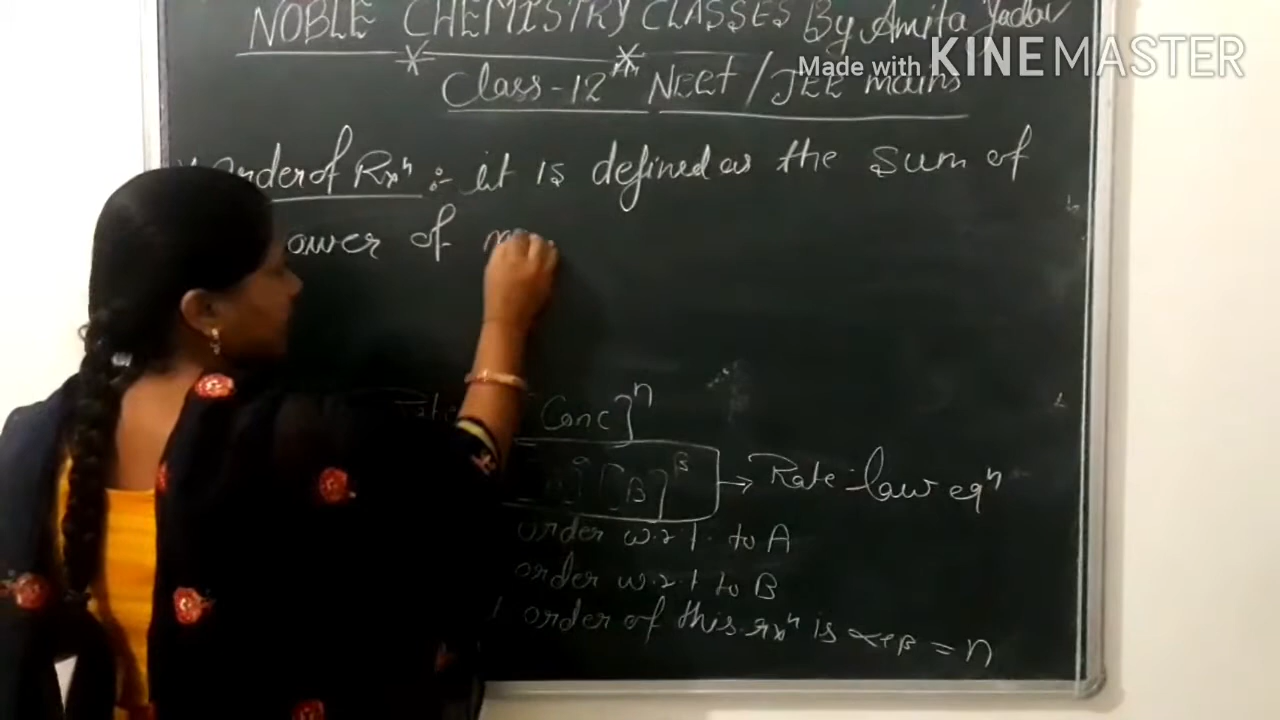 NOBLE CHEMISTRY CLASSES By Amita Yadav
Made with KINEMASTER
Class-12th NEET / JEE mains
order of Rxⁿ :- it is defined as the sum of
ower of
Conc]ⁿ
[B]^β → Rate-law eqⁿ
order w.r.t. to A
order w.r.t to B
order of this rxⁿ is α+β = n